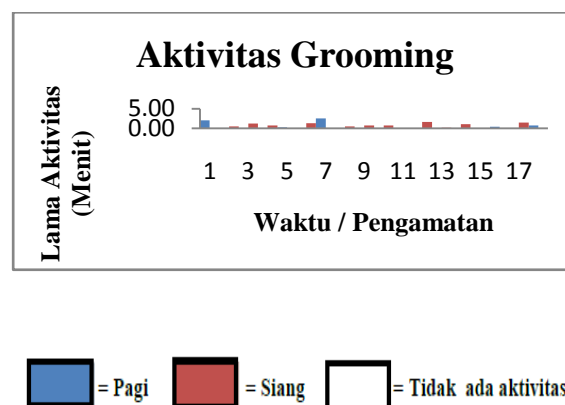 Aktivitas Grooming
Lama Aktivitas
(Menit)
5.00
0.00
1 3 5 7 9 11 13 15 17
Waktu / Pengamatan
= Pagi = Siang = Tidak ada aktivitas